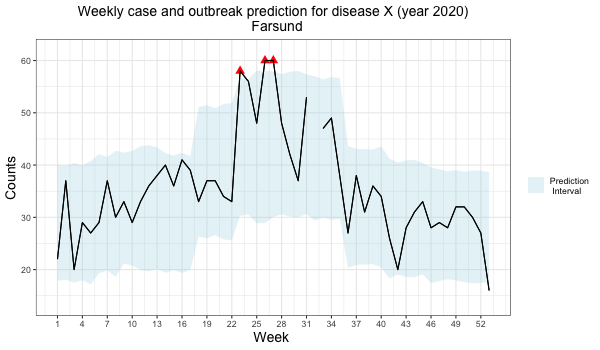 Weekly case and outbreak prediction for disease X (year 2020)
Farsund
Counts
60
50
40
30
20
1 4 7 10 13 16 19 22 25 28 31 34 37 40 43 46 49 52
Week
Prediction
Interval